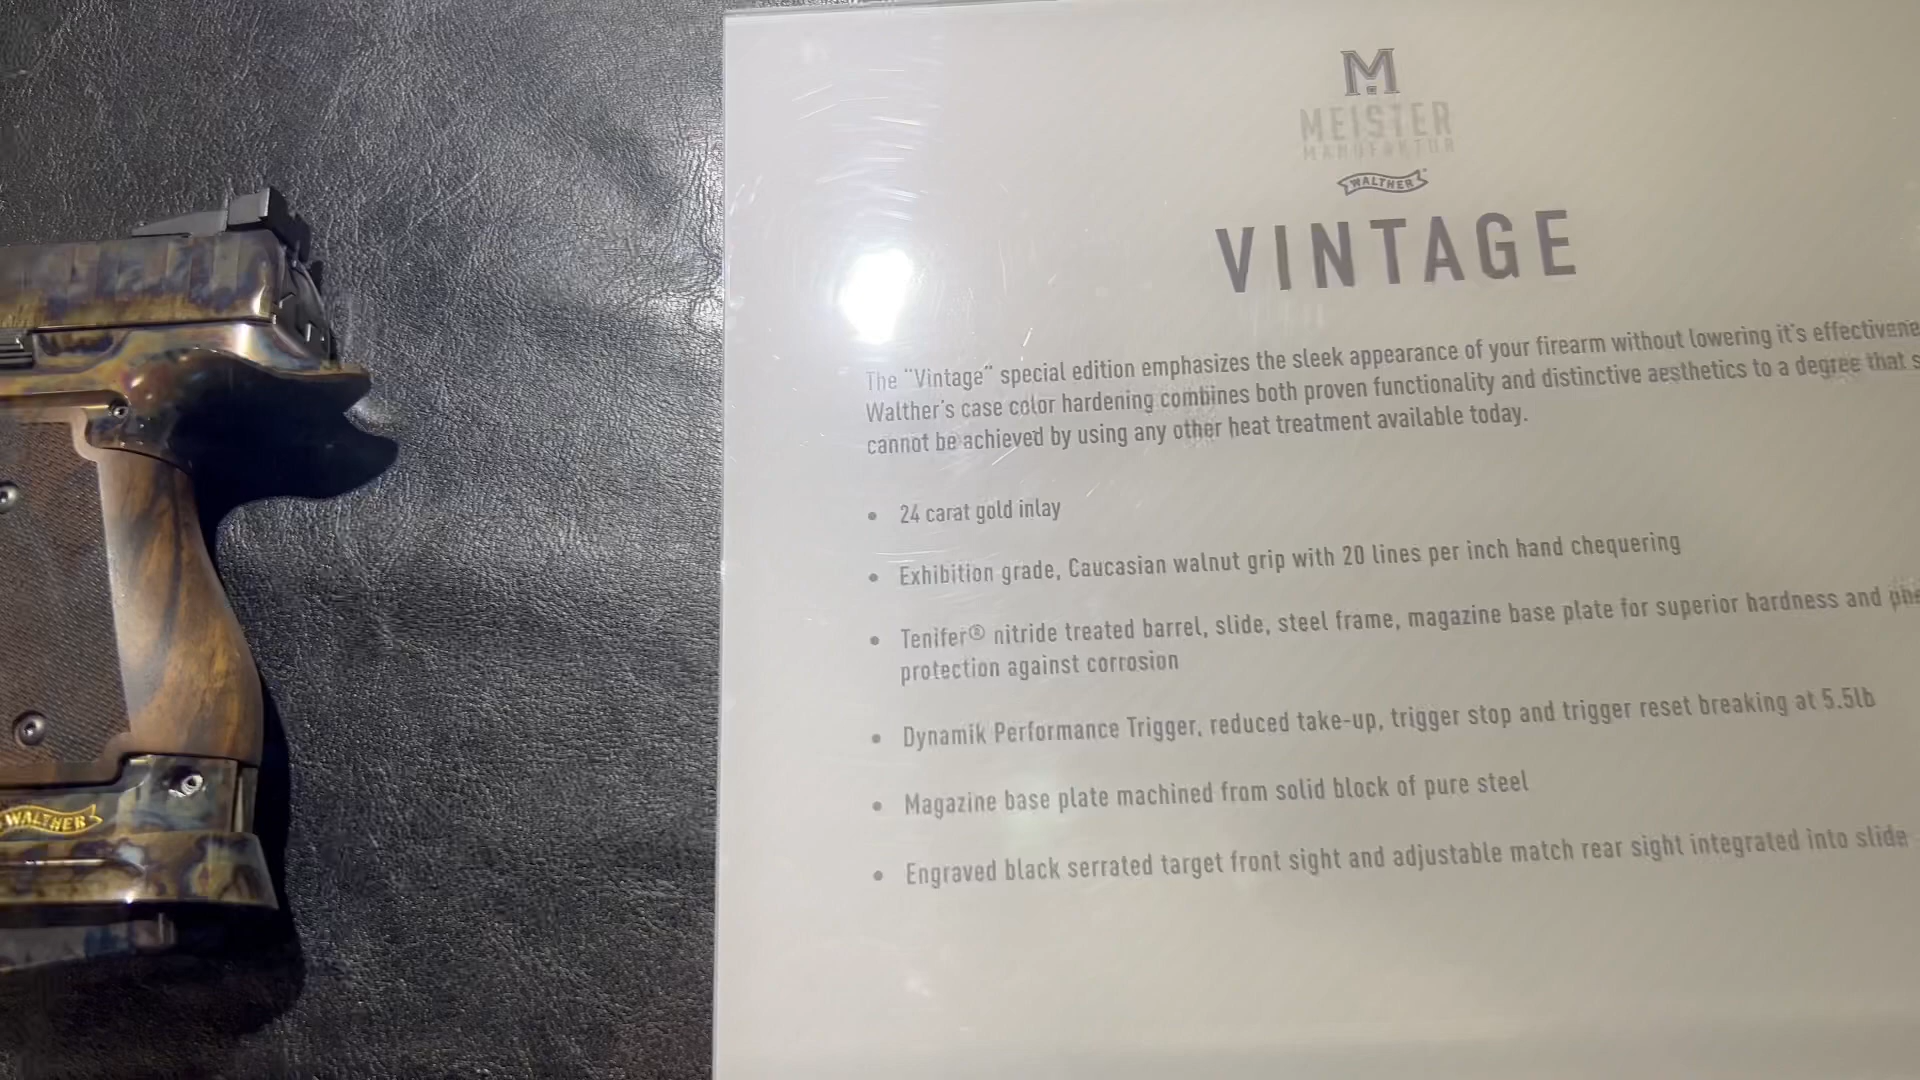 M
MEISTER
MANUFAKTUR
WALTHER
VINTAGE
The "Vintage" special edition emphasizes the sleek appearance of your firearm without lowering it's
Walther's case color hardening combines both proven functionality and distinctive aesthetics to a degree that
cannot be achieved by using any other heat treatment available today.
• 24 carat gold inlay
• Exhibition grade, Caucasian walnut grip with 20 lines per inch hand chequering
• Tenifer® nitride treated barrel, slide, steel frame, magazine base plate for superior hardness and
protection against corrosion
• Dynamik Performance Trigger, reduced take-up, trigger stop and trigger reset breaking at 5.5lb
• Magazine base plate machined from solid block of pure steel
• Engraved black serrated target front sight and adjustable match rear sight integrated into slide
WALTHER